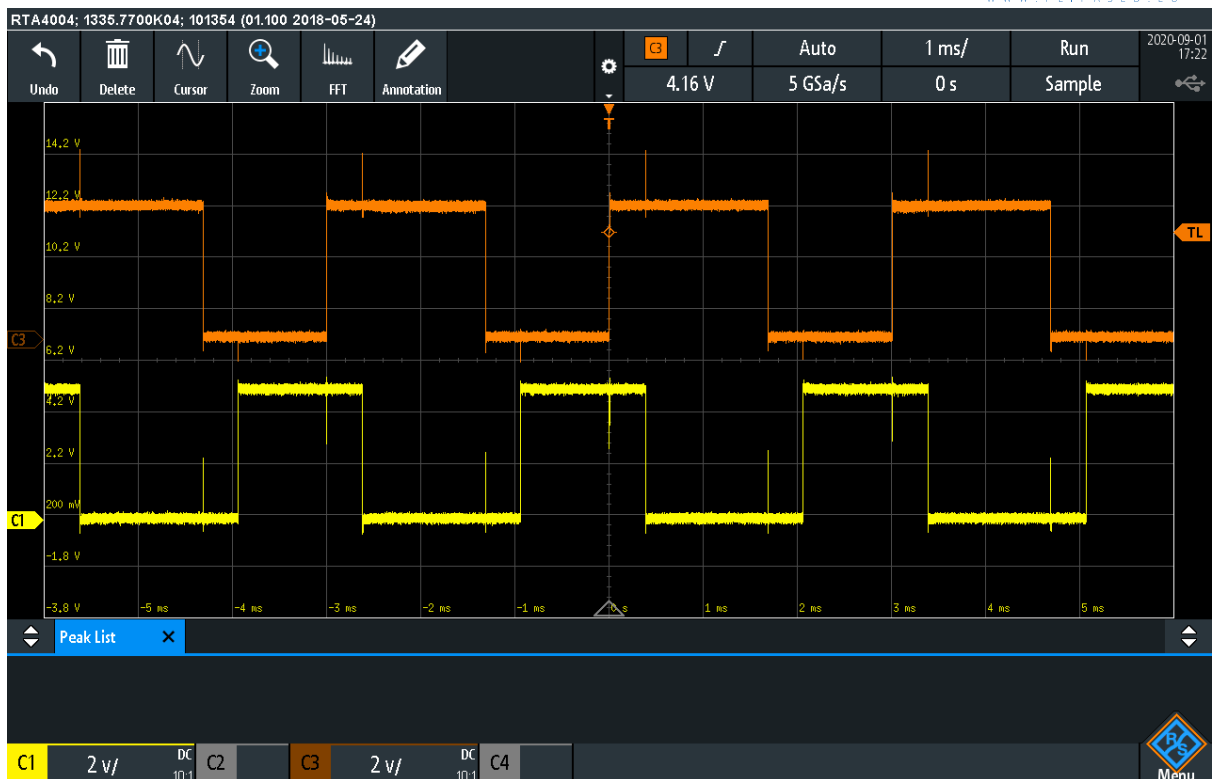 RTA4004; 1335.7700K04; 101354 (01.100 2018-05-24)
Undo Delete Cursor Zoom FFT Annotation
C3 Auto 1 ms/ Run
4.16 V 5 GSa/s 0 s Sample
2020-09-01
17:22
T
14.2 V
12.2 V
TL
10.2 V
8.2 V
C3
6.2 V
4.2 V
2.2 V
200 mV
C1
-1.8 V
-3.8 V -5 ms -4 ms -3 ms -2 ms -1 ms 0 s 1 ms 2 ms 3 ms 4 ms 5 ms
Peak List
C1 2 V/ DC 10:1 C2 C3 2 V/ DC 10:1 C4
R&S
Menu